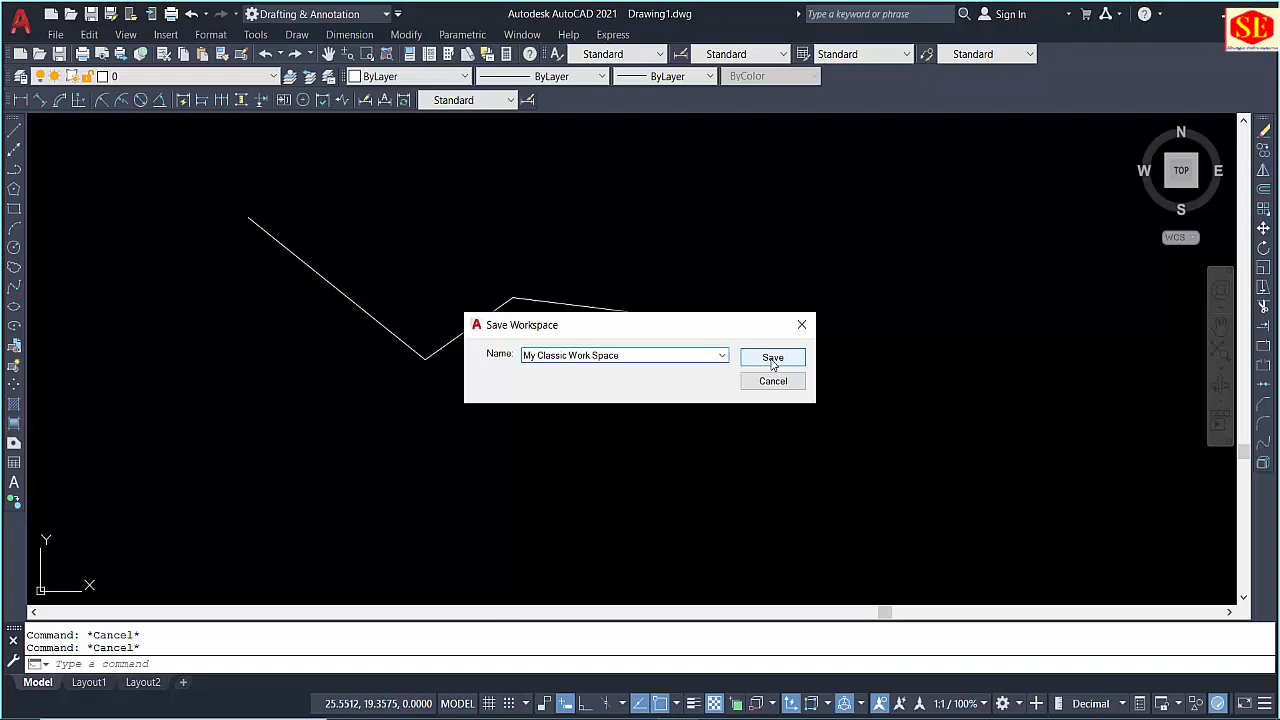 Drafting & Annotation
Autodesk AutoCAD 2021 Drawing1.dwg
Type a keyword or phrase
Sign In
SE
File Edit View Insert Format Tools Draw Dimension Modify Parametric Window Help Express
Standard Standard Standard Standard
0 ByLayer ByLayer ByLayer ByColor
Standard
N
W TOP E
S
WCS
Save Workspace
Name: My Classic Work Space Save
Cancel
A
Y
X
Command: *Cancel*
Command: *Cancel*
Type a command
Model Layout1 Layout2
25.5512, 19.3575, 0.0000 MODEL 1:1 / 100% Decimal